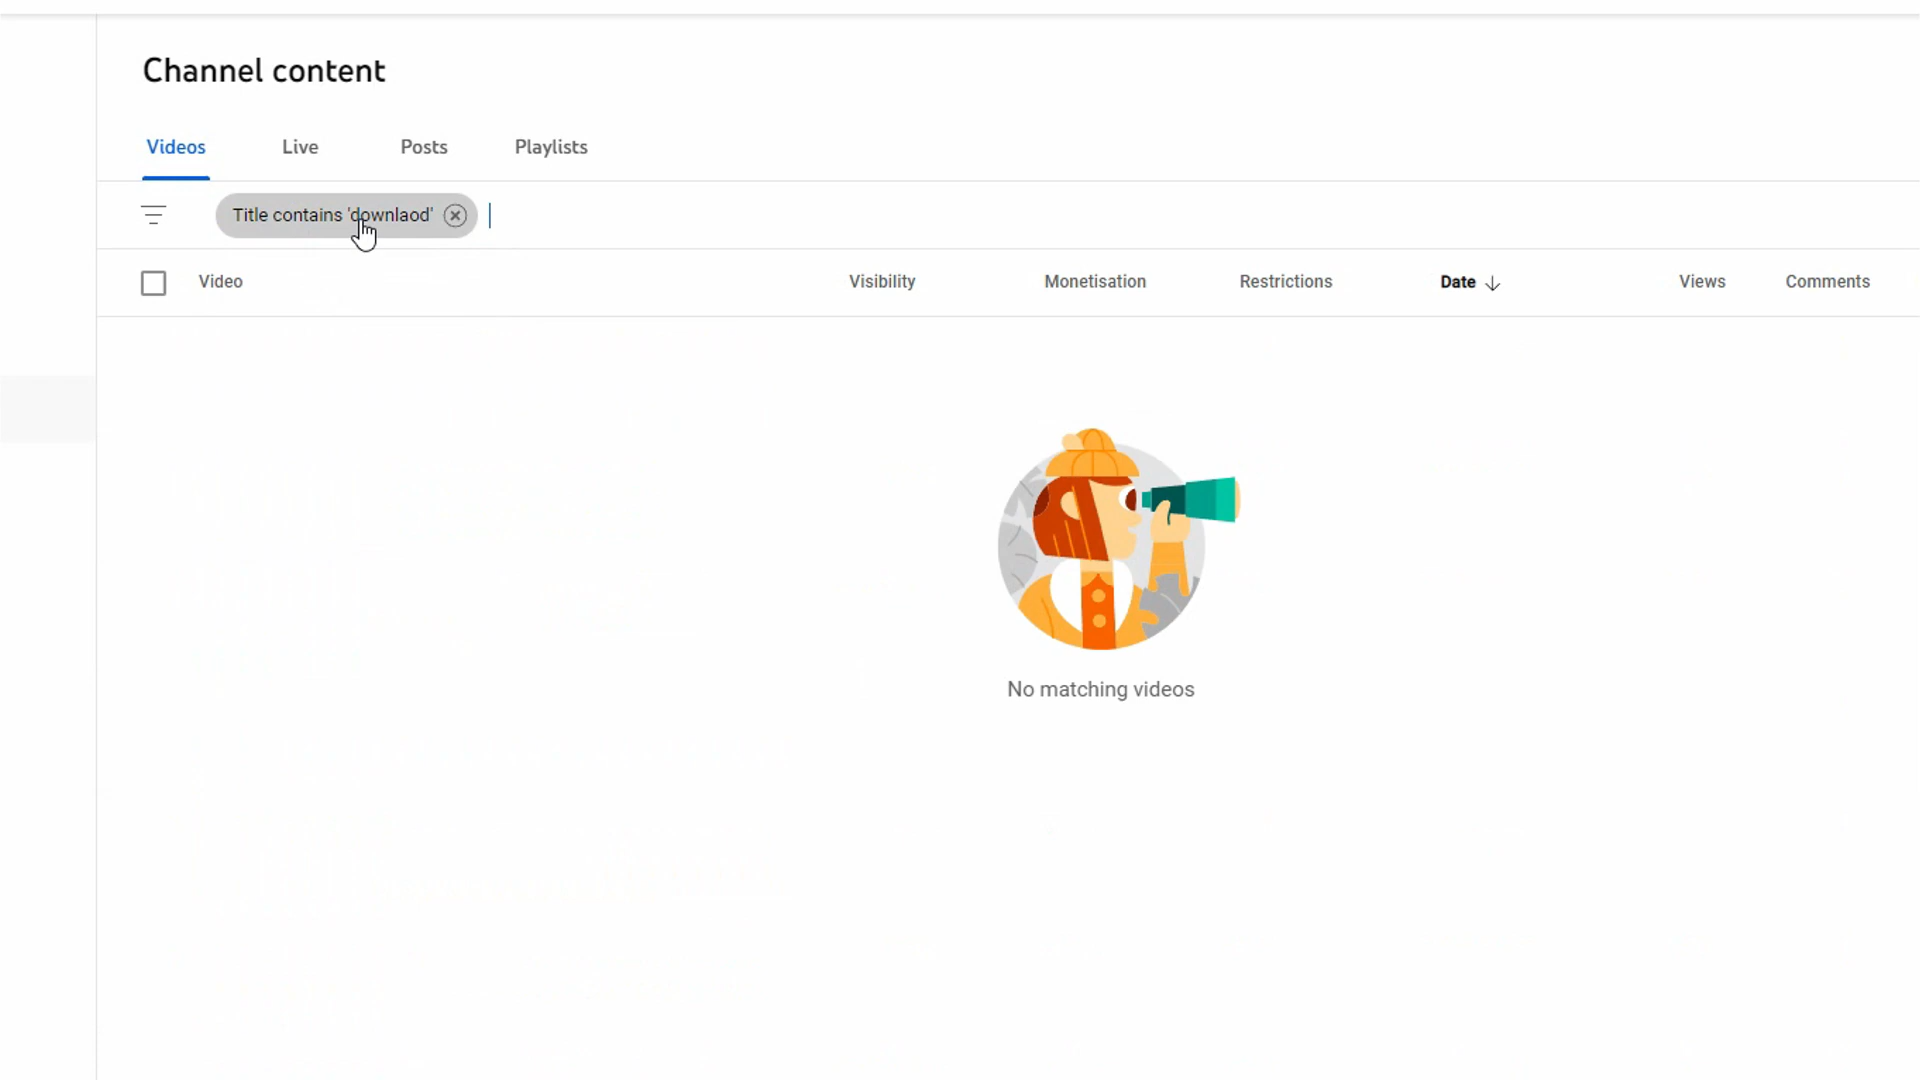 Channel content
Videos Live Posts Playlists
Title contains 'downlaod'
Video Visibility Monetisation Restrictions Date Views Comments
No matching videos